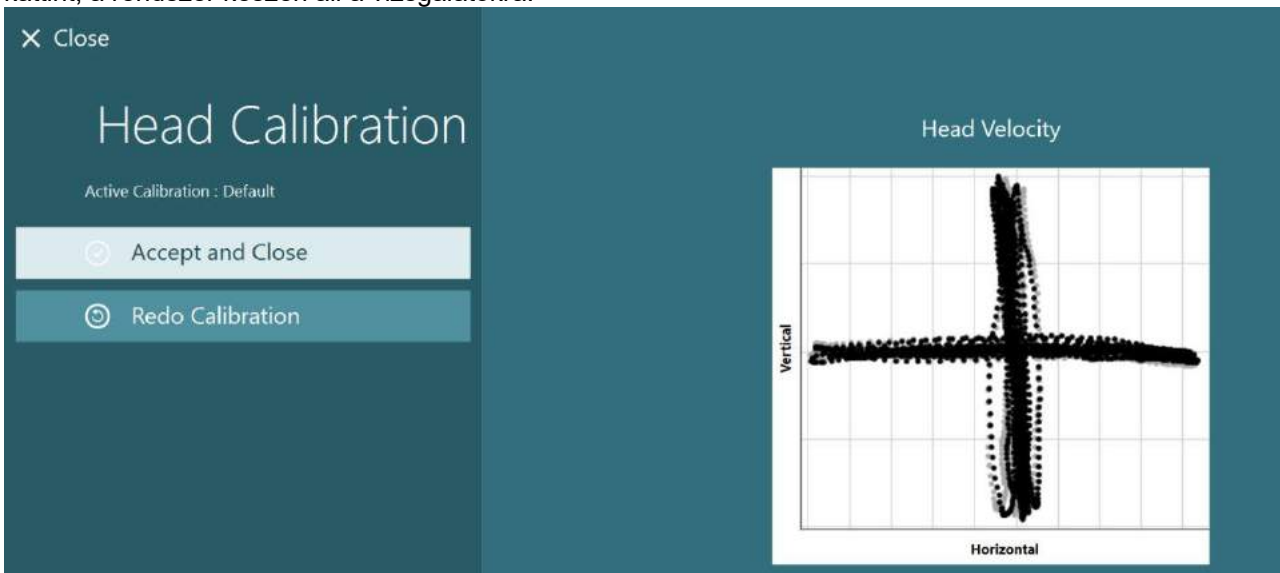 Close
Head Calibration
Active Calibration : Default
Accept and Close
Redo Calibration
Head Velocity
Vertical
Horizontal